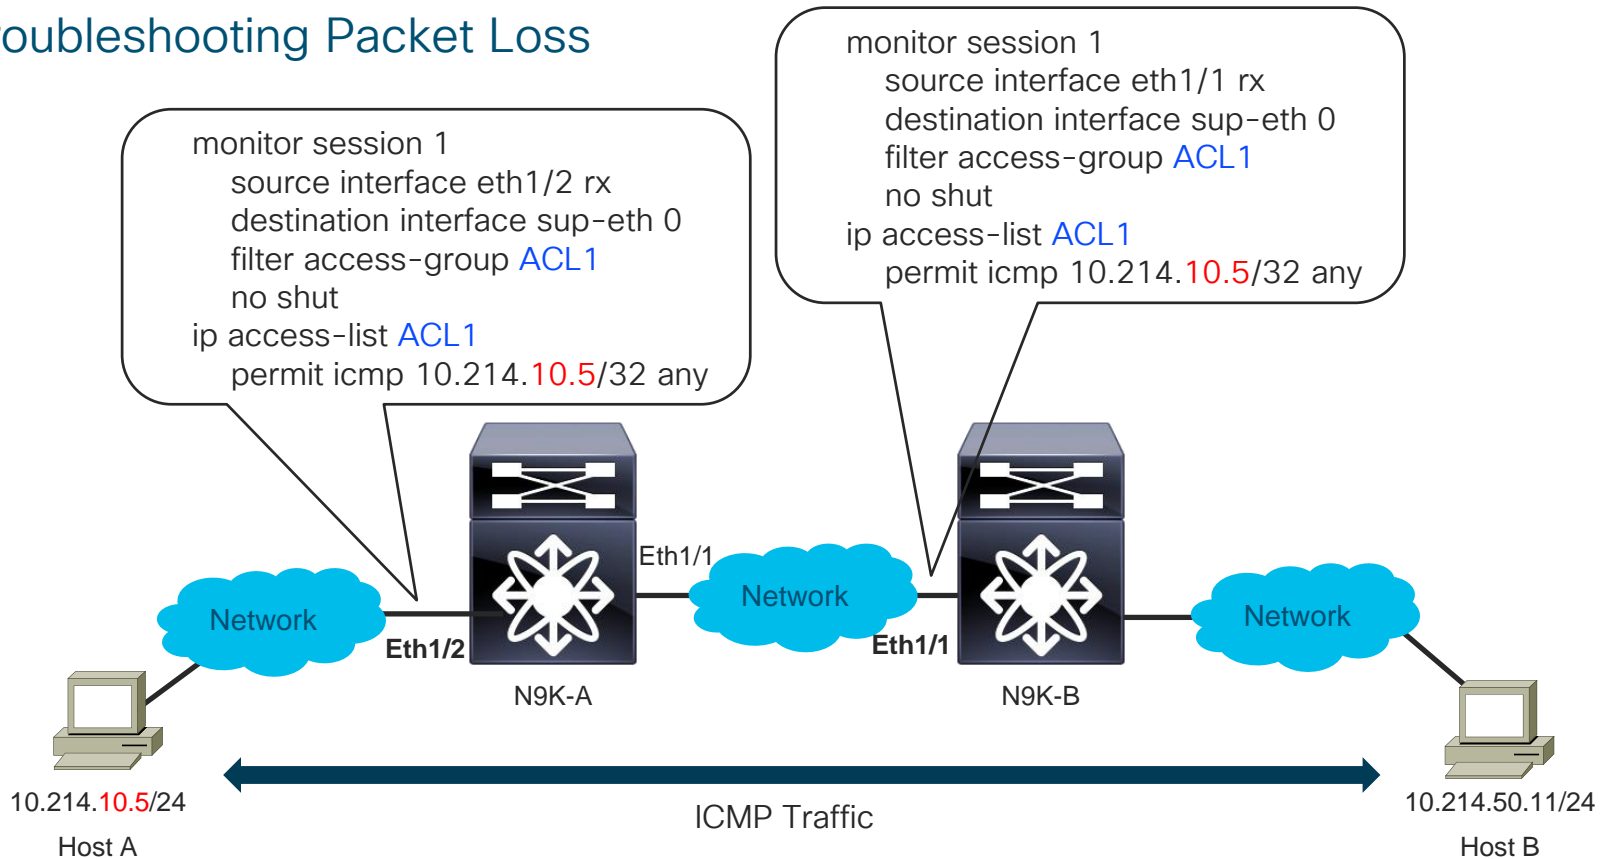 roubleshooting Packet Loss
monitor session 1
source interface eth1/2 rx
destination interface sup-eth 0
filter access-group ACL1
no shut
ip access-list ACL1
permit icmp 10.214.10.5/32 any
monitor session 1
source interface eth1/1 rx
destination interface sup-eth 0
filter access-group ACL1
no shut
ip access-list ACL1
permit icmp 10.214.10.5/32 any
Network
Eth1/2
Eth1/1
Network
Eth1/1
Network
N9K-A
N9K-B
10.214.10.5/24
Host A
ICMP Traffic
10.214.50.11/24
Host B